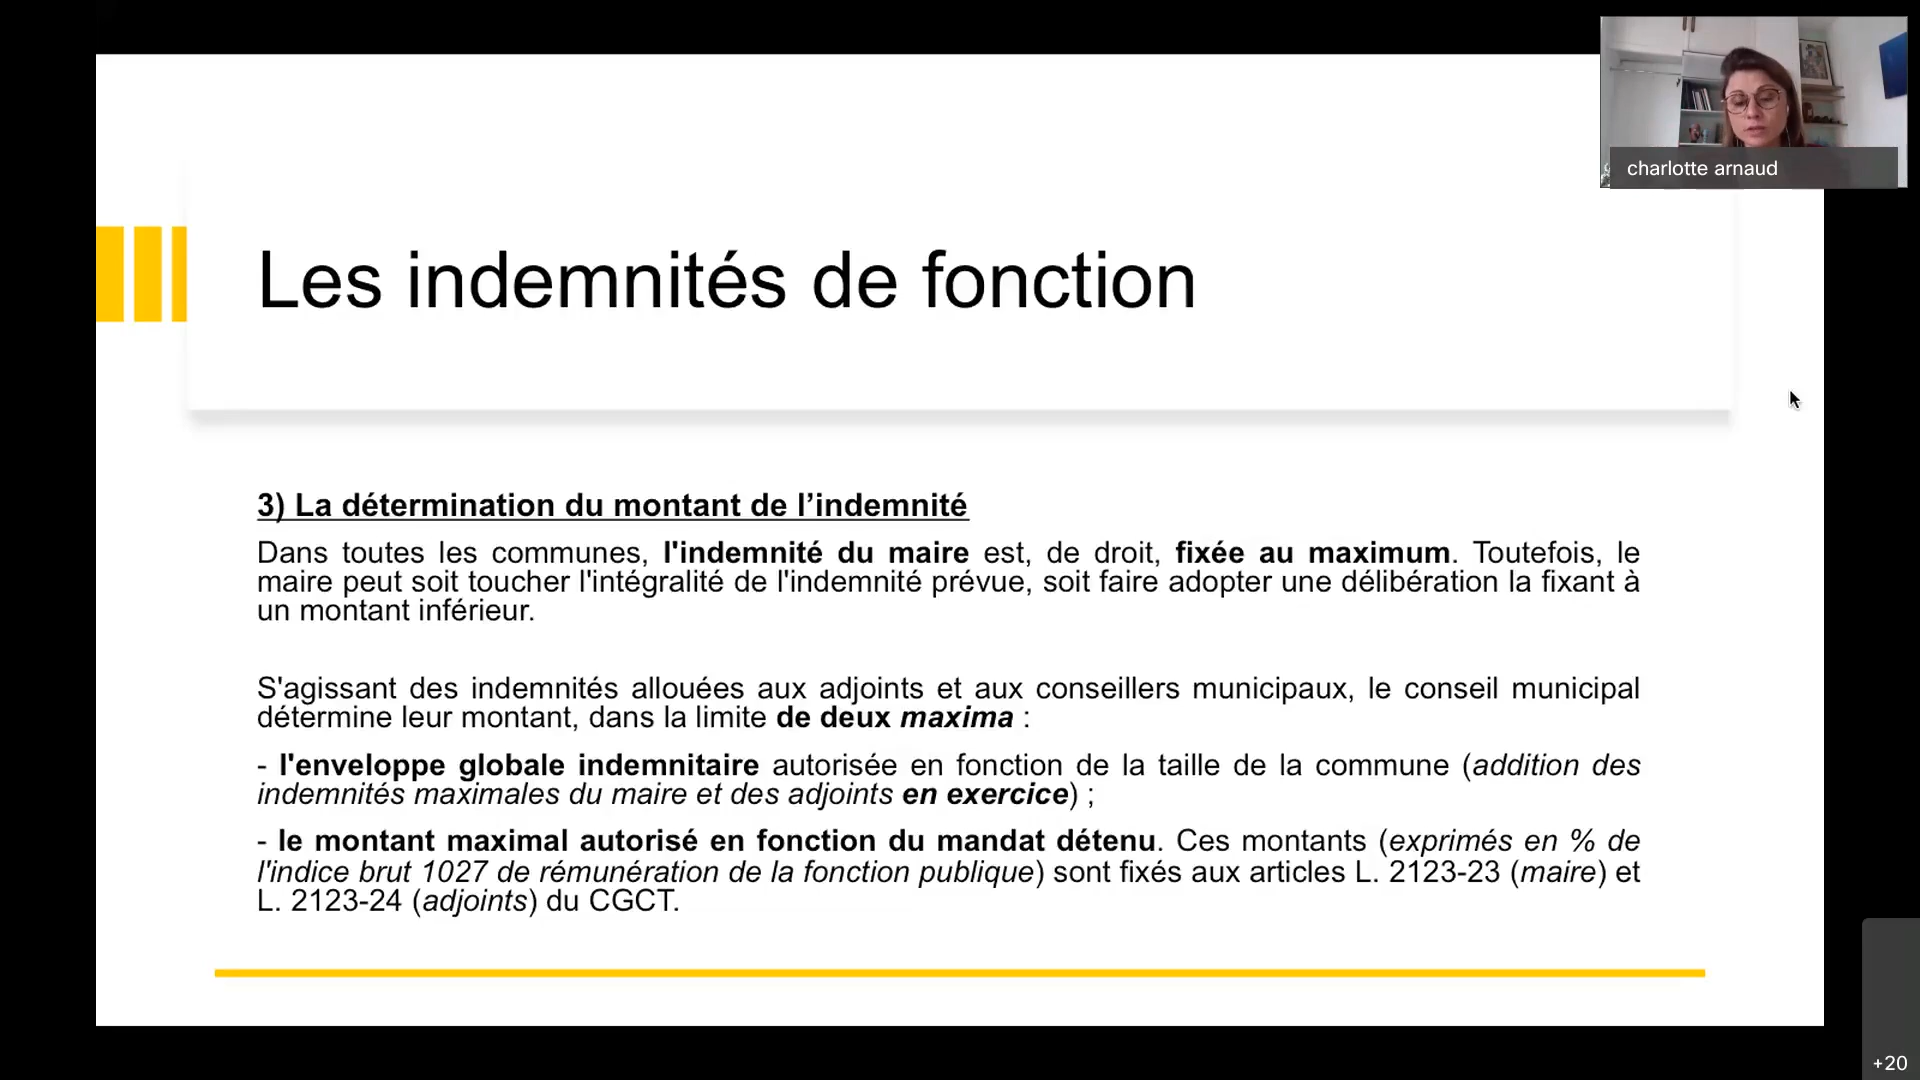 charlotte arnaud
Les indemnités de fonction
3) La détermination du montant de l’indemnité
Dans toutes les communes, l'indemnité du maire est, de droit, fixée au maximum. Toutefois, le
maire peut soit toucher l'intégralité de l'indemnité prévue, soit faire adopter une délibération la fixant à
un montant inférieur.
S'agissant des indemnités allouées aux adjoints et aux conseillers municipaux, le conseil municipal
détermine leur montant, dans la limite de deux maxima :
- l'enveloppe globale indemnitaire autorisée en fonction de la taille de la commune (addition des
indemnités maximales du maire et des adjoints en exercice) ;
- le montant maximal autorisé en fonction du mandat détenu. Ces montants (exprimés en % de
l'indice brut 1027 de rémunération de la fonction publique) sont fixés aux articles L. 2123-23 (maire) et
L. 2123-24 (adjoints) du CGCT.
+20